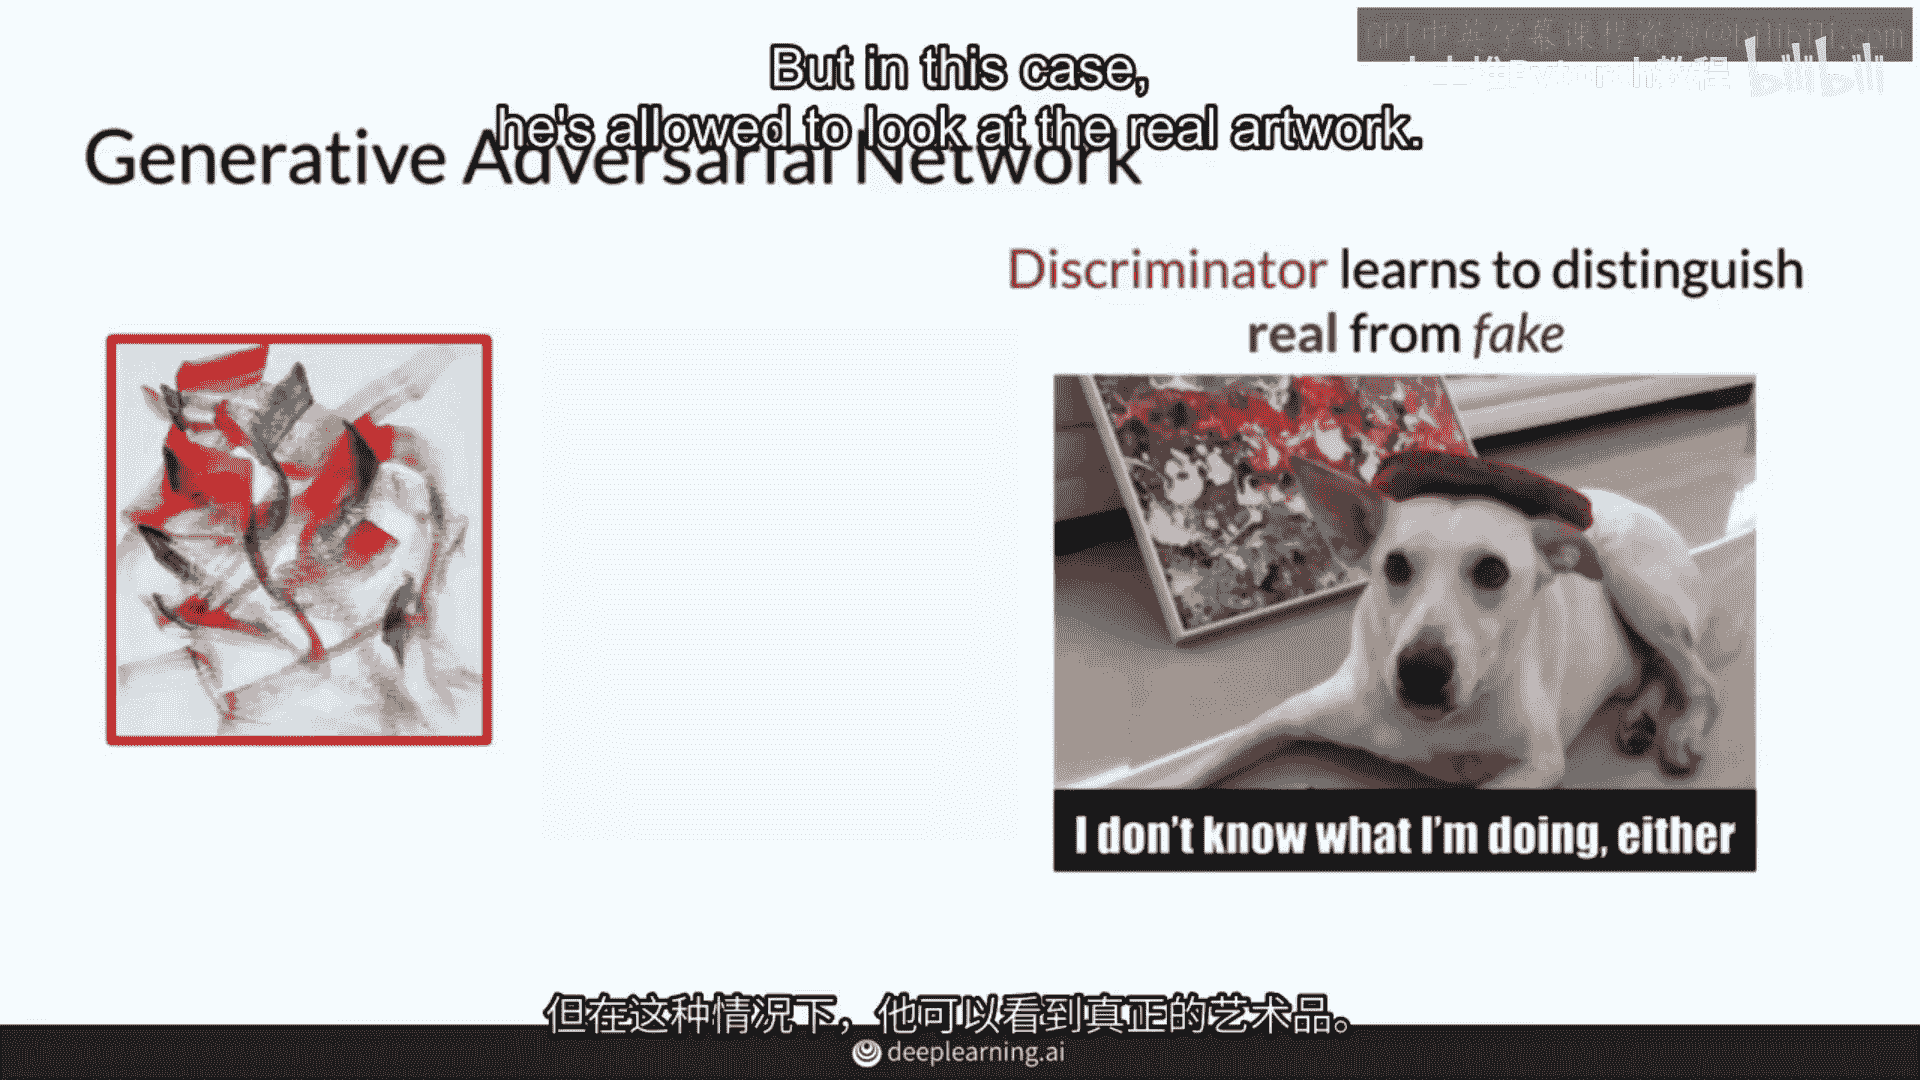 But in this case,
he's allowed to look at the real artwork.
Generative Adversarial Network
Discriminator learns to distinguish
real from fake
I don't know what I'm doing, either
但在这种情况下，他可以看到真正的艺术品。
deeplearning.ai
bilibili